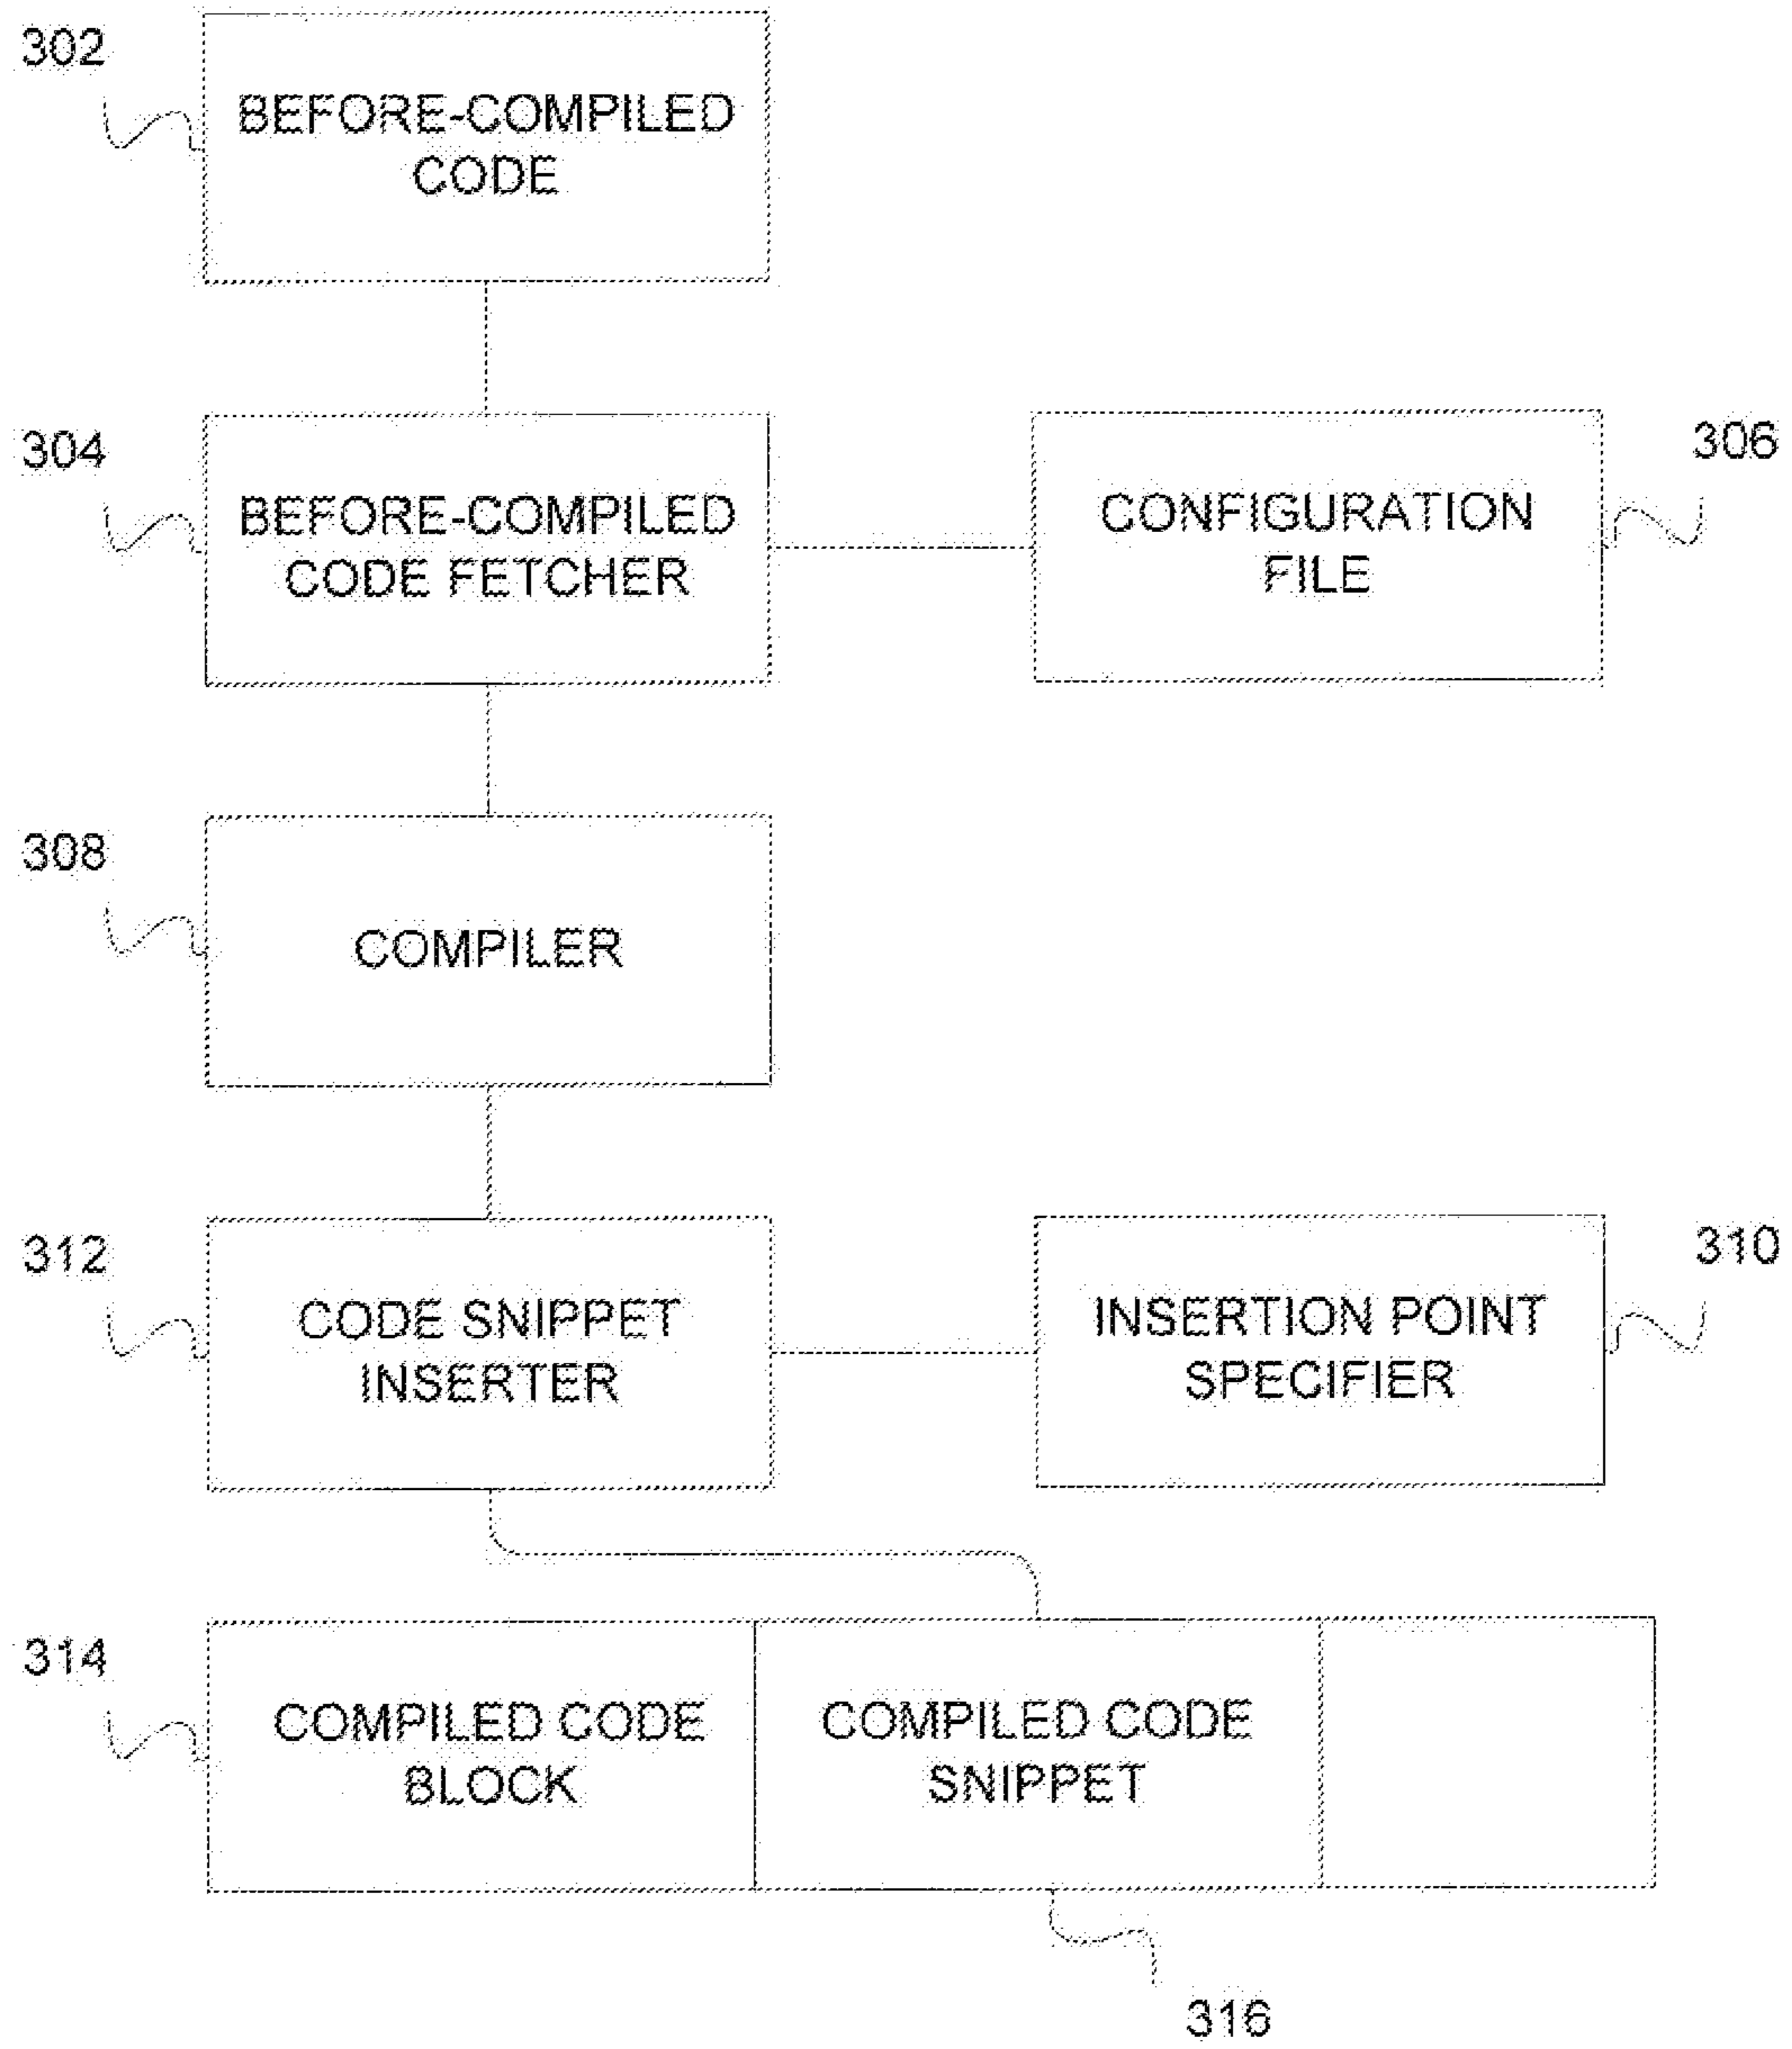 302
BEFORE-COMPILED
CODE
304
BEFORE-COMPILED
CODE FETCHER
306
CONFIGURATION
FILE
308
COMPILER
312
CODE SNIPPET
INSERTER
310
INSERTION POINT
SPECIFIER
314
COMPILED CODE
BLOCK
COMPILED CODE
SNIPPET
316